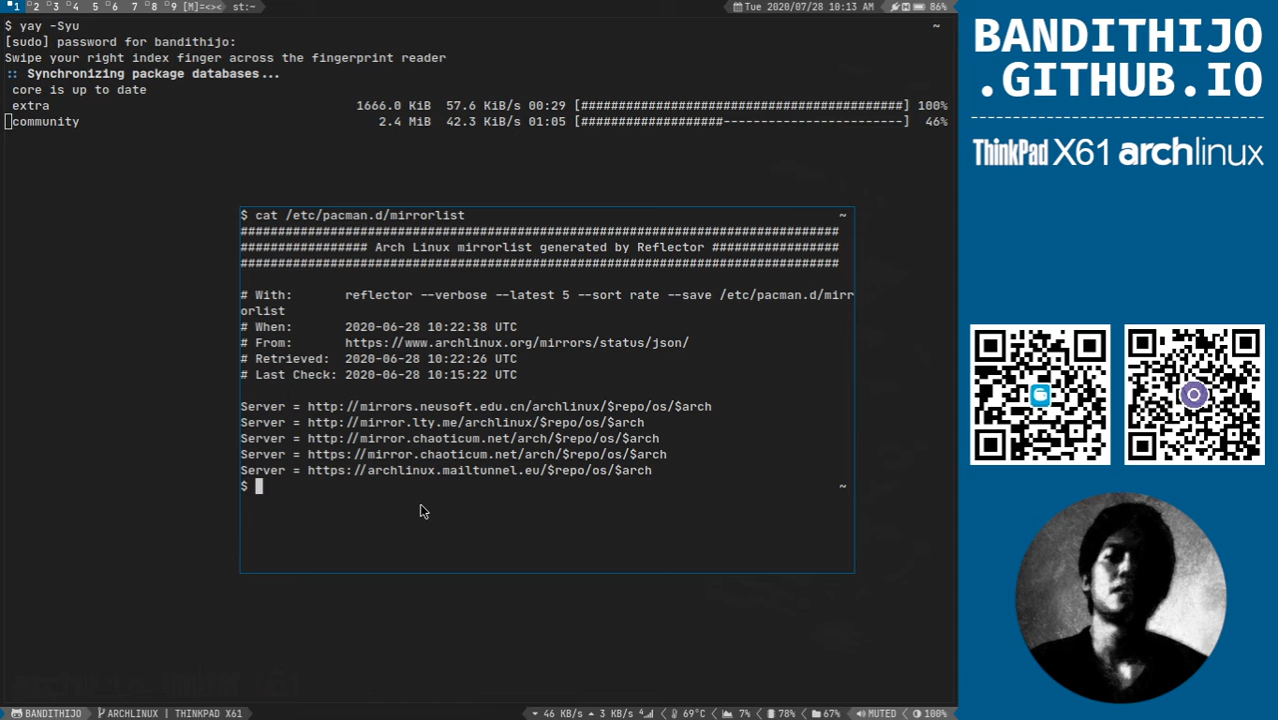 1 2 3 4 5 6 7 8 9 [M]=<>< st:~
Tue 2020/07/28 10:13 AM 86%
$ yay -Syu ~
[sudo] password for bandithijo:
Swipe your right index finger across the fingerprint reader
:: Synchronizing package databases...
core is up to date
extra 1666.0 KiB 57.6 KiB/s 00:29 [###########################################] 100%
community 2.4 MiB 42.3 KiB/s 01:05 [###################------------------------] 46%
$ cat /etc/pacman.d/mirrorlist ~
################################################################################
################# Arch Linux mirrorlist generated by Reflector #################
################################################################################
# With: reflector --verbose --latest 5 --sort rate --save /etc/pacman.d/mirr
orlist
# When: 2020-06-28 10:22:38 UTC
# From: https://www.archlinux.org/mirrors/status/json/
# Retrieved: 2020-06-28 10:22:26 UTC
# Last Check: 2020-06-28 10:15:22 UTC
Server = http://mirrors.neusoft.edu.cn/archlinux/$repo/os/$arch
Server = http://mirror.lty.me/archlinux/$repo/os/$arch
Server = http://mirror.chaoticum.net/arch/$repo/os/$arch
Server = https://mirror.chaoticum.net/arch/$repo/os/$arch
Server = https://archlinux.mailtunnel.eu/$repo/os/$arch
$ ~
BANDITHIJO
.GITHUB.IO
ThinkPad X61 archlinux
BANDITHIJO ARCHLINUX | THINKPAD X61
46 KB/s 3 KB/s 69°C 7% 78% 67% MUTED 100%